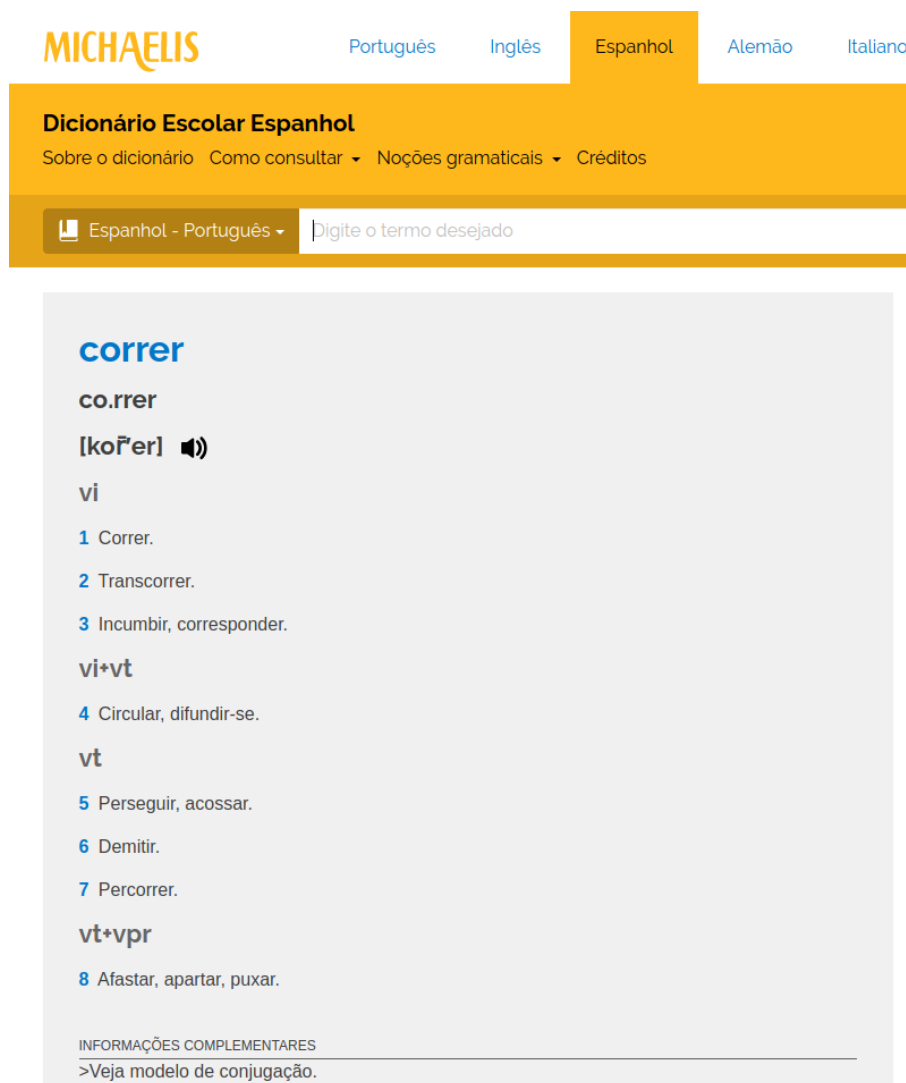 MICHAELIS Português Inglês Espanhol Alemão Italiano
Dicionário Escolar Espanhol
Sobre o dicionário Como consultar Noções gramaticais Créditos
Espanhol - Português Digite o termo desejado
correr
co.rrer
[kor̄ˈer]
vi
1 Correr.
2 Transcorrer.
3 Incumbir, corresponder.
vi+vt
4 Circular, difundir-se.
vt
5 Perseguir, acossar.
6 Demitir.
7 Percorrer.
vt+vpr
8 Afastar, apartar, puxar.
INFORMAÇÕES COMPLEMENTARES
>Veja modelo de conjugação.